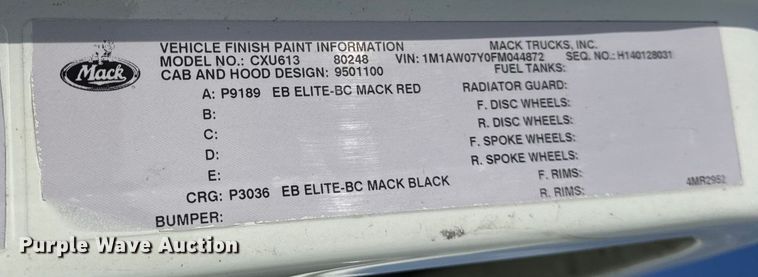 VEHICLE FINISH PAINT INFORMATION MACK TRUCKS, INC.
MODEL NO.: CXU613 80248 VIN: 1M1AW07Y0FM044872 SEQ. NO.: H140128031
CAB AND HOOD DESIGN: 9501100 FUEL TANKS:
A: P9189 EB ELITE-BC MACK RED RADIATOR GUARD:
B: F. DISC WHEELS:
C: R. DISC WHEELS:
D: F. SPOKE WHEELS:
E: R. SPOKE WHEELS:
CRG: P3036 EB ELITE-BC MACK BLACK F. RIMS:
BUMPER: R. RIMS:
4MR2952
Mack
Purple Wave Auction